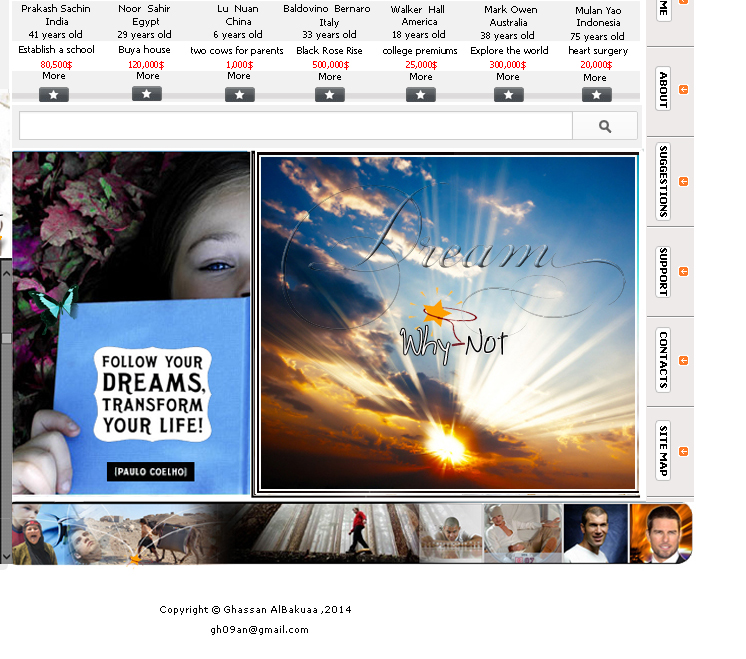 Prakash Sachin
India
41 years old
Establish a school
80,500$
More
Noor Sahir
Egypt
29 years old
Buya house
120,000$
More
Lu Nuan
China
6 years old
two cows for parents
1,000$
More
Baldovino Bernaro
Italy
33 years old
Black Rose Rise
500,000$
More
Walker Hall
America
18 years old
college premiums
25,000$
More
Mark Owen
Australia
38 years old
Explore the world
300,000$
More
Mulan Yao
Indonesia
75 years old
heart surgery
20,000$
More
ME
ABOUT
SUGGESTIONS
SUPPORT
CONTACTS
SITE MAP
FOLLOW YOUR
DREAMS,
TRANSFORM
YOUR LIFE!
[PAULO COELHO]
Dream
Why Not
Copyright © Ghassan AlBakuaa ,2014
gh09an@gmail.com